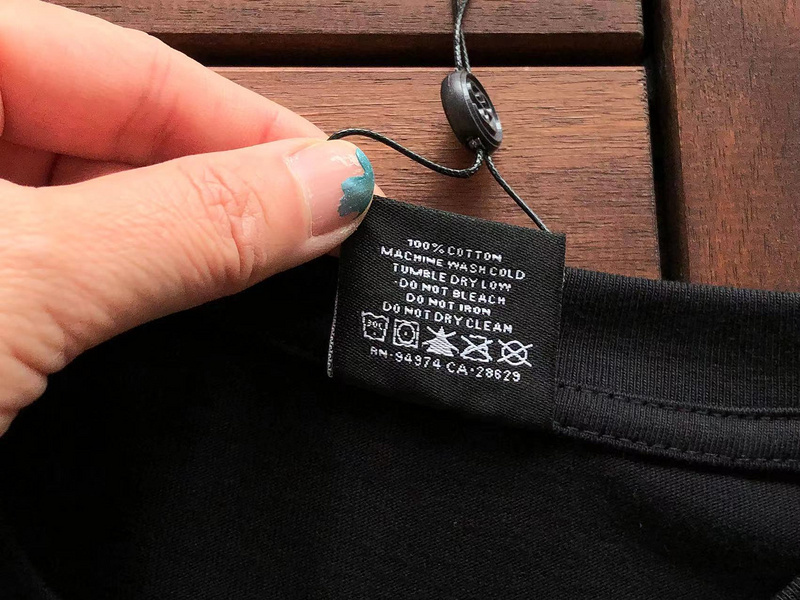 100% COTTON
MACHINE WASH COLD
TUMBLE DRY LOW
DO NOT BLEACH
DO NOT IRON
DO NOT DRY CLEAN
30C
RN-94974 CA-28629